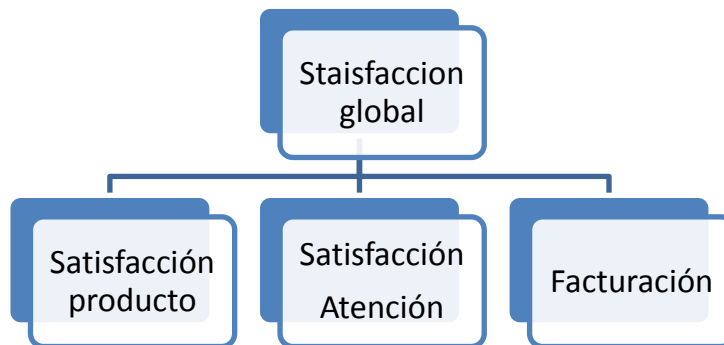 Staisfaccion
global
Satisfacción
producto
Satisfacción
Atención
Facturación